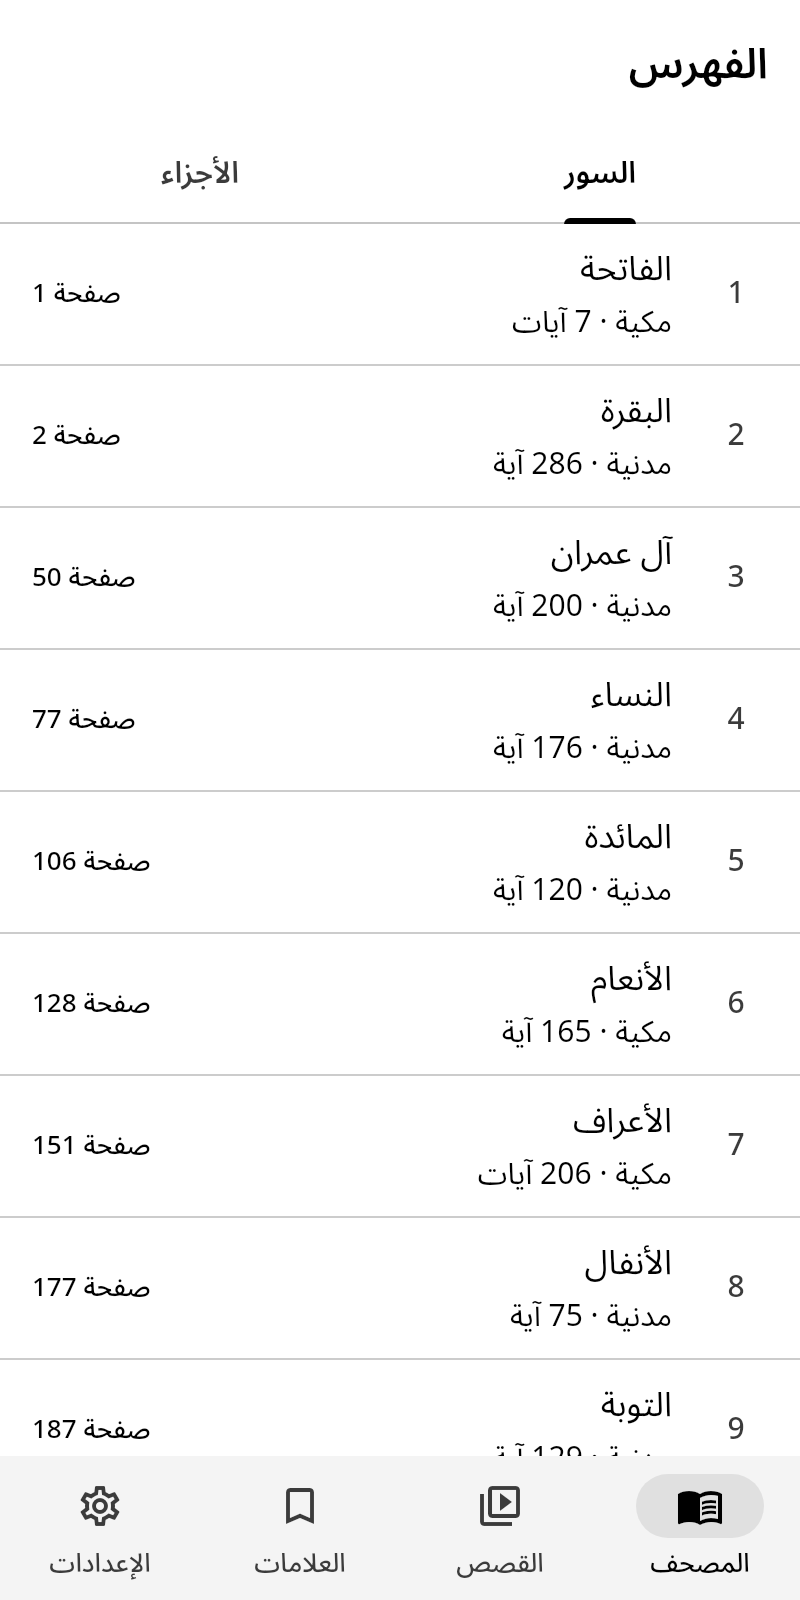 الفهرس
السور
الأجزاء
1
الفاتحة
مكية · 7 آيات
صفحة 1
2
البقرة
مدنية · 286 آية
صفحة 2
3
آل عمران
مدنية · 200 آية
صفحة 50
4
النساء
مدنية · 176 آية
صفحة 77
5
المائدة
مدنية · 120 آية
صفحة 106
6
الأنعام
مكية · 165 آية
صفحة 128
7
الأعراف
مكية · 206 آيات
صفحة 151
8
الأنفال
مدنية · 75 آية
صفحة 177
9
التوبة
مدنية · 129 آية
صفحة 187
المصحف
القصص
العلامات
الإعدادات